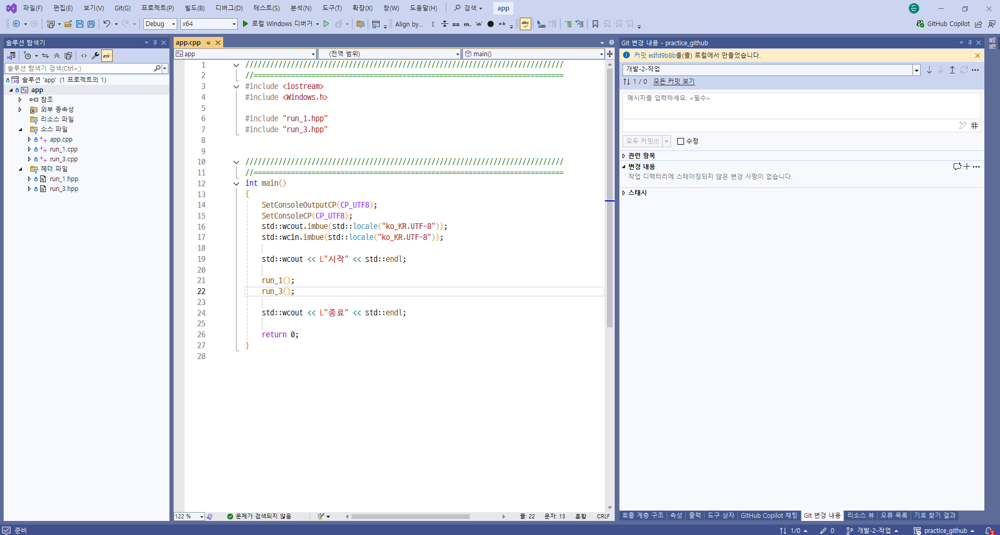 파일(F) 편집(E) 보기(V) Git(G) 프로젝트(P) 빌드(B) 디버그(D) 테스트(S) 분석(N) 도구(T) 확장(X) 창(W) 도움말(H) 검색 app
Debug x64 로컬 Windows 디버거 Align by... GitHub Copilot
솔루션 탐색기
솔루션 탐색기 검색(Ctrl+;)
솔루션 'app' (1 프로젝트의 1)
app
참조
외부 종속성
리소스 파일
소스 파일
app.cpp
run_1.cpp
run_3.cpp
헤더 파일
run_1.hpp
run_3.hpp
app.cpp
app (전역 범위) main()
1 /////////////////////////////////////////////////////////////////////////////
2 //===========================================================================
3 #include <iostream>
4 #include <Windows.h>
5
6 #include "run_1.hpp"
7 #include "run_3.hpp"
8
9
10 /////////////////////////////////////////////////////////////////////////////
11 //===========================================================================
12 int main()
13 {
14 SetConsoleOutputCP(CP_UTF8);
15 SetConsoleCP(CP_UTF8);
16 std::wcout.imbue(std::locale("ko_KR.UTF-8"));
17 std::wcin.imbue(std::locale("ko_KR.UTF-8"));
18
19 std::wcout << L"시작" << std::endl;
20
21 run_1();
22 run_3();
23
24 std::wcout << L"종료" << std::endl;
25
26 return 0;
27 }
28
122 % 문제가 검색되지 않음 줄: 22 문자: 13 혼합 CRLF
Git 변경 내용 - practice_github
커밋 edfd9b8b을(를) 로컬에서 만들었습니다.
개발-2-작업
1 / 0 모든 커밋 보기
메시지를 입력하세요. <필수>
모두 커밋(I) 수정
관련 항목
변경 내용
작업 디렉터리에 스테이징되지 않은 변경 사항이 없습니다.
스태시
알림
호출 계층 구조 속성 출력 도구 상자 GitHub Copilot 채팅 Git 변경 내용 리소스 뷰 오류 목록 기호 찾기 결과
준비 1/0 0 개발-2-작업 practice_github 3